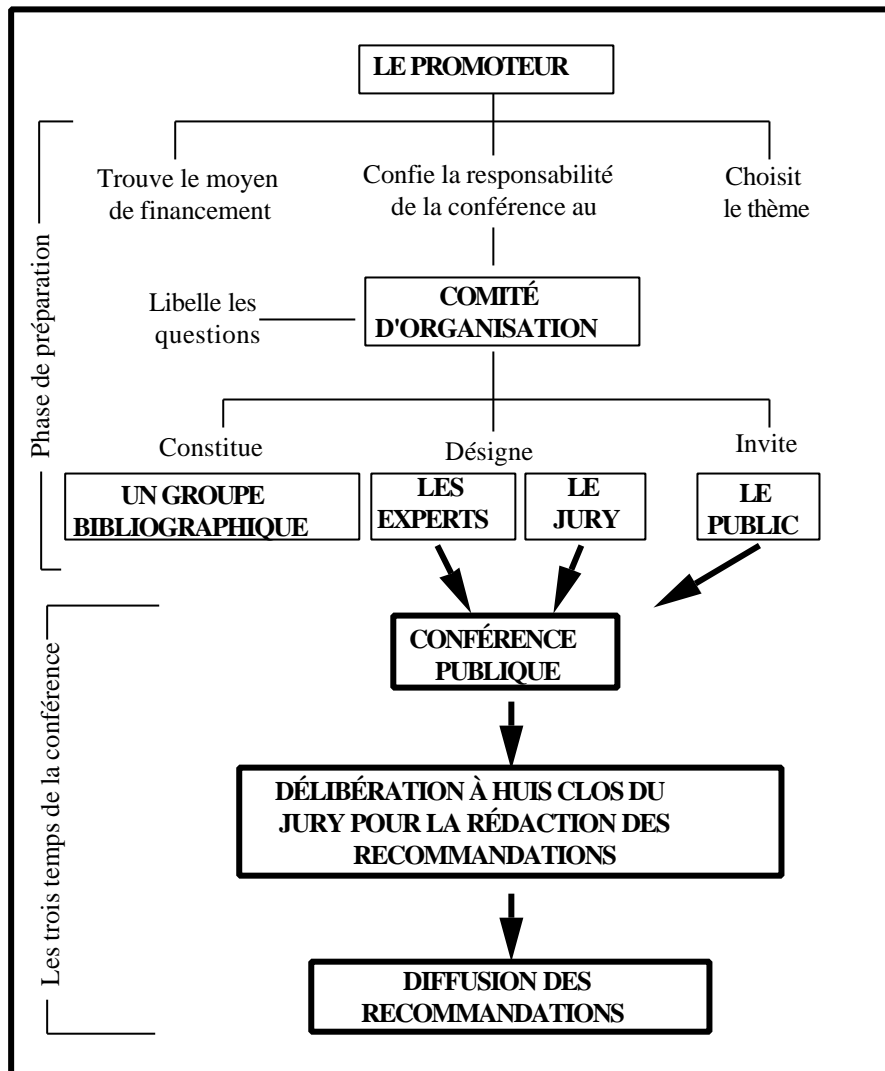 LE PROMOTEUR
Phase de préparation
Trouve le moyen
de financement
Confie la responsabilité
de la conférence au
Choisit
le thème
Libelle les
questions
COMITÉ
D'ORGANISATION
Constitue
Désigne
Invite
UN GROUPE
BIBLIOGRAPHIQUE
LES
EXPERTS
LE
JURY
LE
PUBLIC
Les trois temps de la conférence
CONFÉRENCE
PUBLIQUE
DÉLIBÉRATION À HUIS CLOS DU
JURY POUR LA RÉDACTION DES
RECOMMANDATIONS
DIFFUSION DES
RECOMMANDATIONS